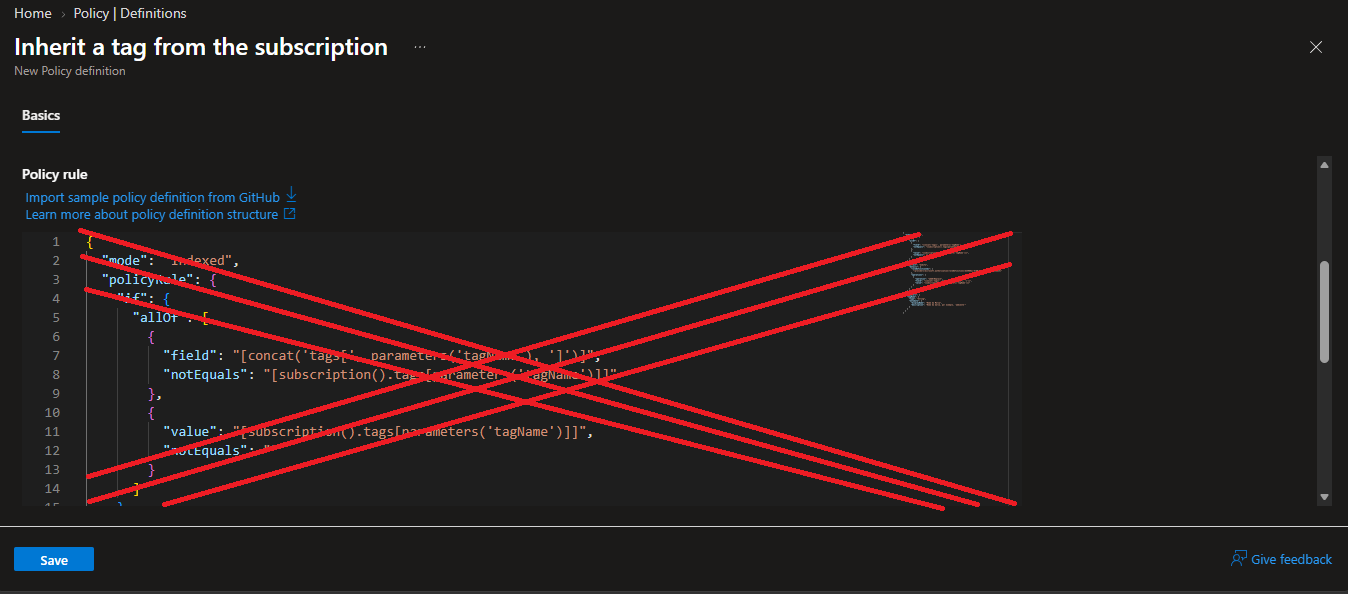 Home > Policy | Definitions
Inherit a tag from the subscription ...
New Policy definition
Basics
Policy rule
Import sample policy definition from GitHub
Learn more about policy definition structure
1 {
2 "mode": "Indexed",
3 "policyRule": {
4 "if": {
5 "allOf": [
6 {
7 "field": "[concat('tags[', parameters('tagName'), ']')]",
8 "notEquals": "[subscription().tags[parameters('tagName')]]"
9 },
10 {
11 "value": "[subscription().tags[parameters('tagName')]]",
12 "notEquals":
13 }
14 ]
15 }
Save
Give feedback